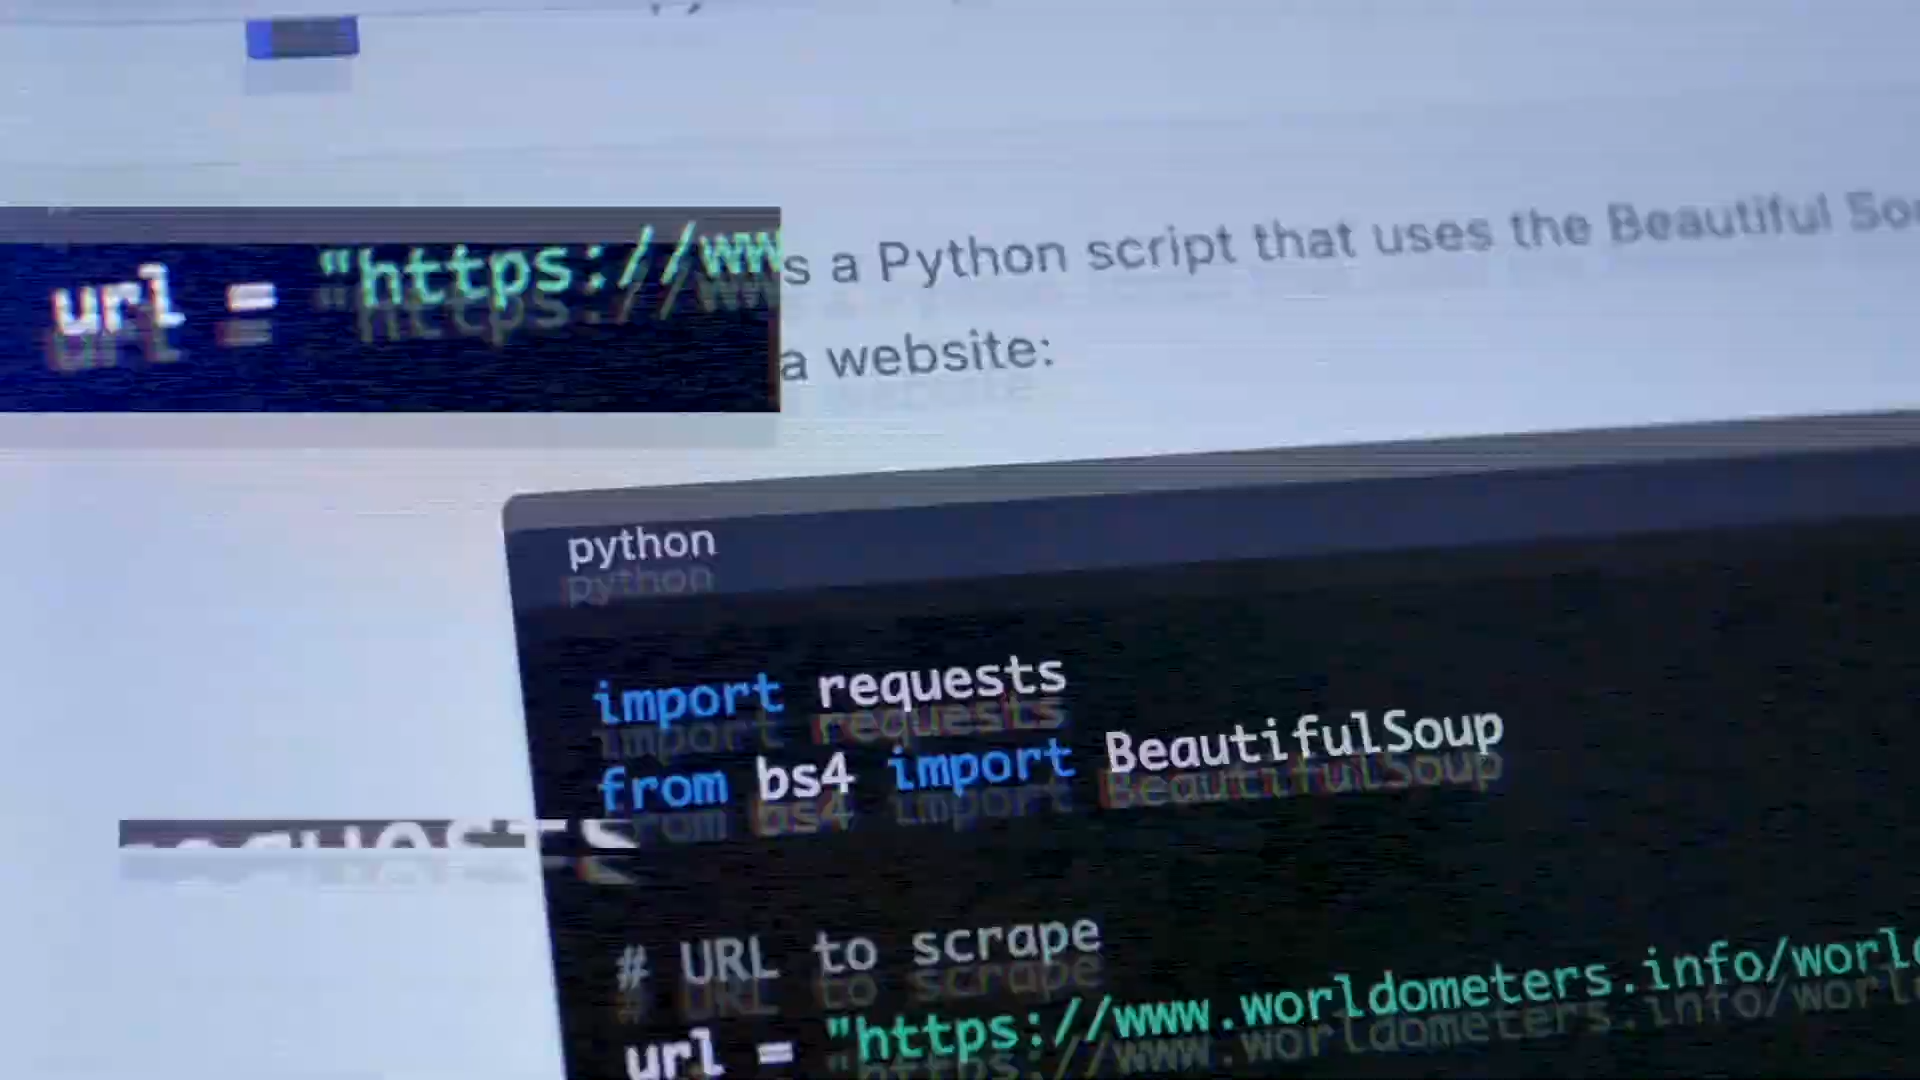 url = "https://ww
s a Python script that uses the Beautiful So
a website:
python
import requests
from bs4 import BeautifulSoup
# URL to scrape
url = "https://www.worldometers.info/world